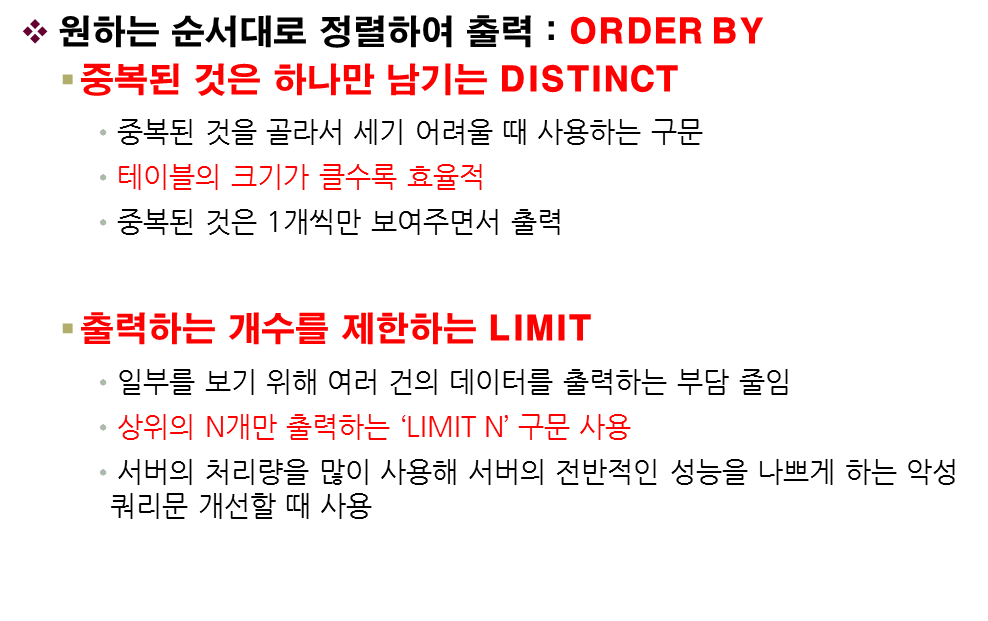 ❖ 원하는 순서대로 정렬하여 출력 : ORDER BY
▪ 중복된 것은 하나만 남기는 DISTINCT
• 중복된 것을 골라서 세기 어려울 때 사용하는 구문
• 테이블의 크기가 클수록 효율적
• 중복된 것은 1개씩만 보여주면서 출력
▪ 출력하는 개수를 제한하는 LIMIT
• 일부를 보기 위해 여러 건의 데이터를 출력하는 부담 줄임
• 상위의 N개만 출력하는 ‘LIMIT N’ 구문 사용
• 서버의 처리량을 많이 사용해 서버의 전반적인 성능을 나쁘게 하는 악성
쿼리문 개선할 때 사용